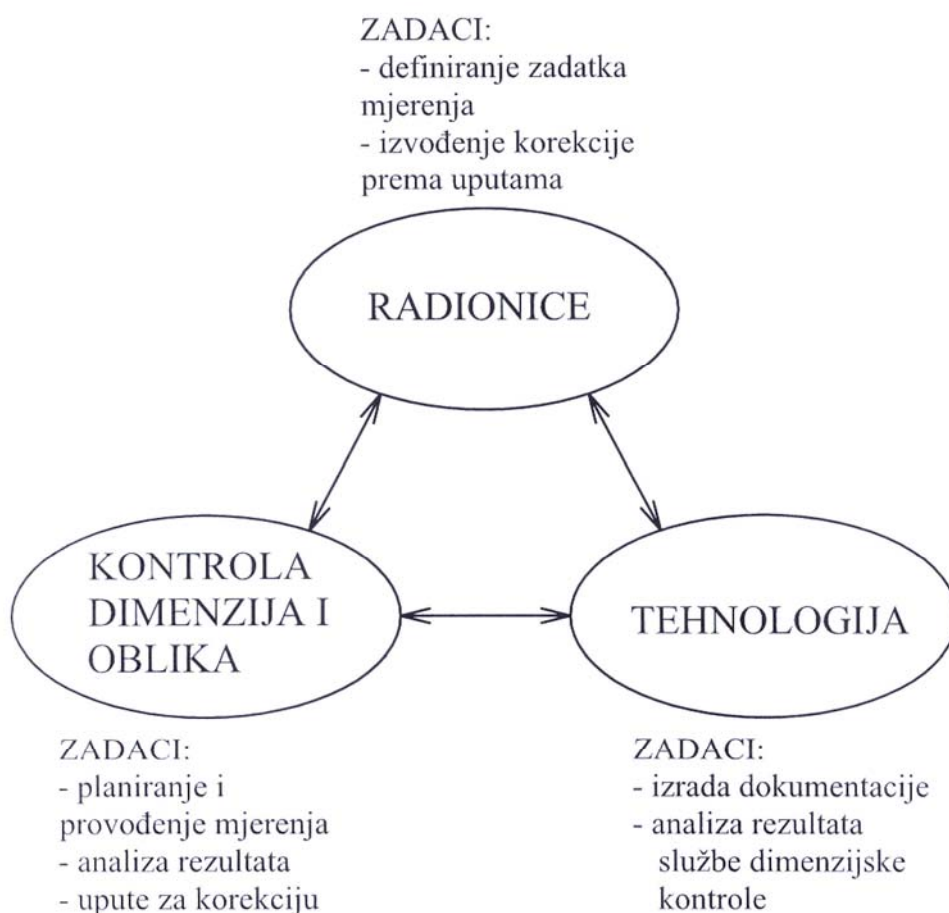 ZADACI:
- definiranje zadatka
mjerenja
- izvođenje korekcije
prema uputama
RADIONICE
KONTROLA
DIMENZIJA I
OBLIKA
TEHNOLOGIJA
ZADACI:
- planiranje i
provođenje mjerenja
- analiza rezultata
- upute za korekciju
ZADACI:
- izrada dokumentacije
- analiza rezultata
službe dimenzijske
kontrole